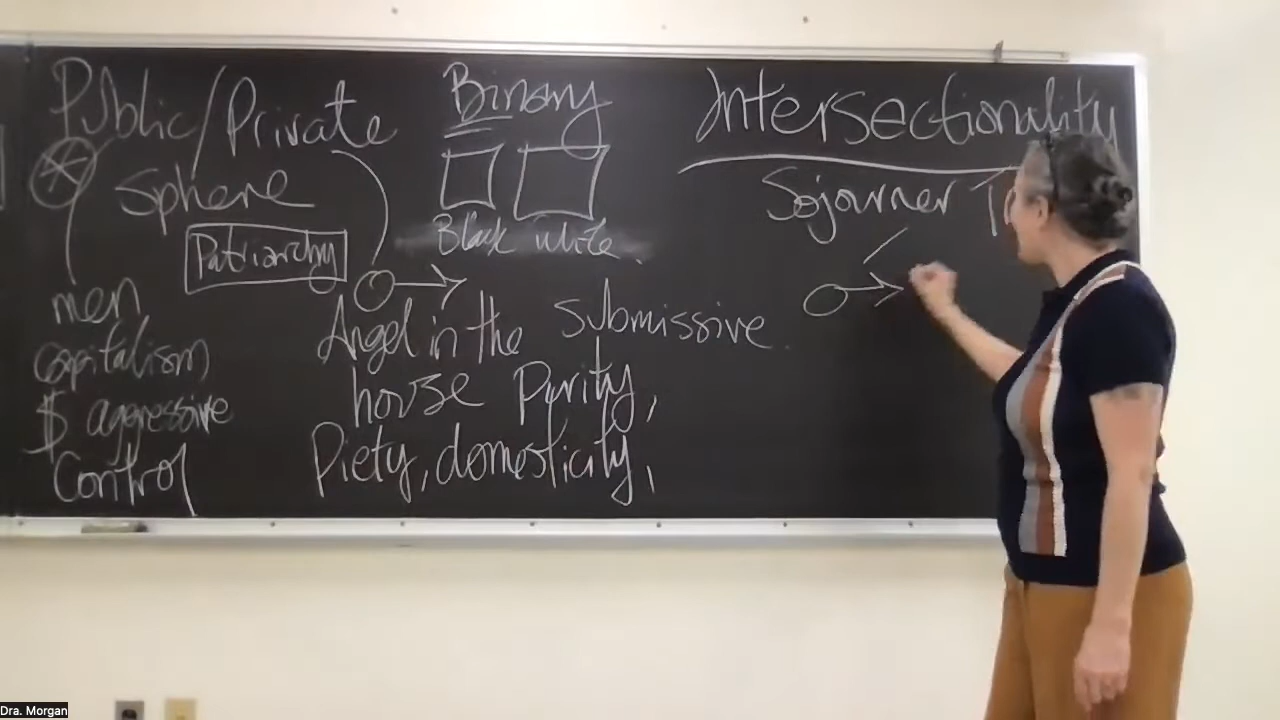 Public/Private
Sphere
Patriarchy
men
capitalism
$ aggressive
Control
Binary
Black white.
Angel in the submissive.
house Purity,
Piety, domesticity,
Intersectionality
Sojourner T
Dra. Morgan